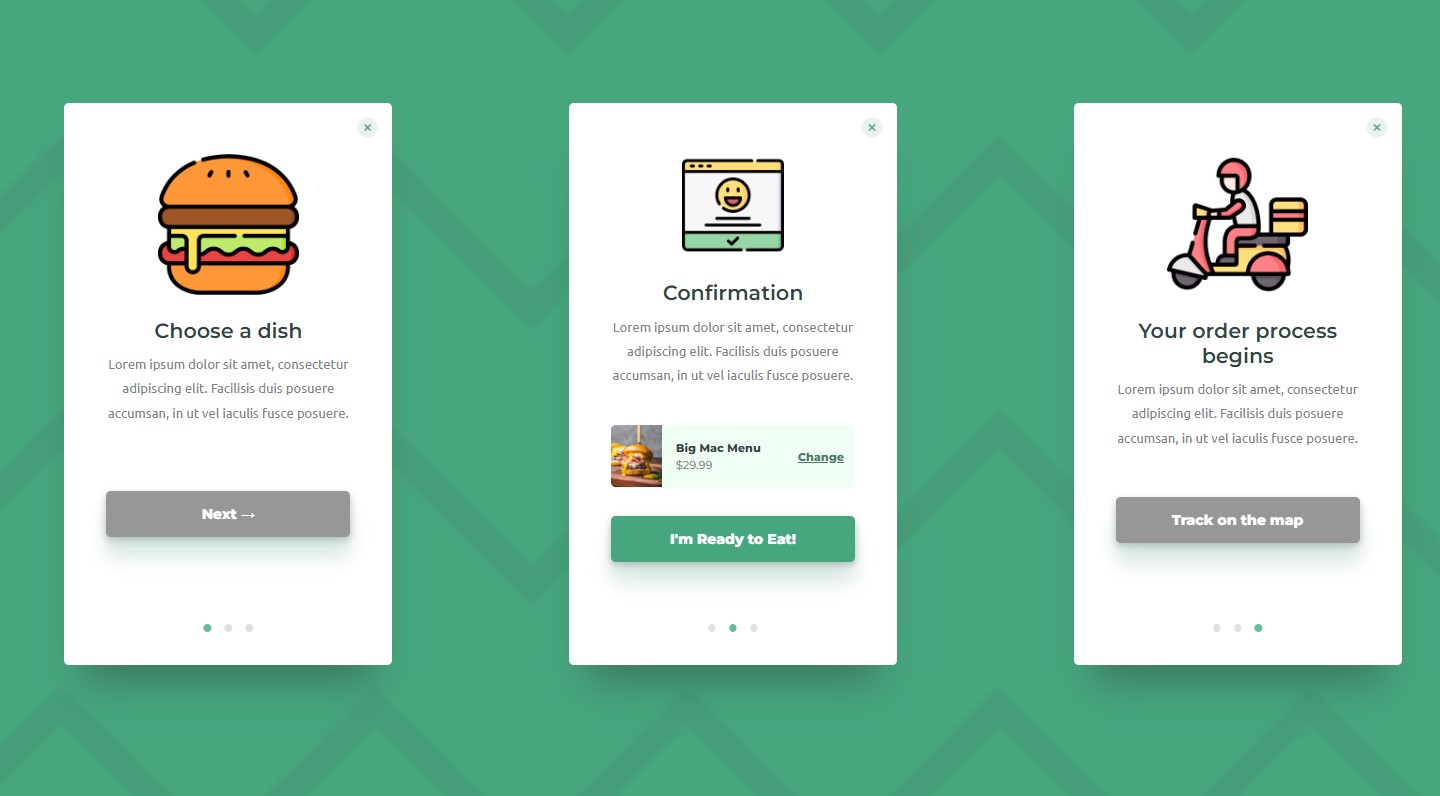 Choose a dish
Lorem ipsum dolor sit amet, consectetur
adipiscing elit. Facilisis duis posuere
accumsan, in ut vel iaculis fusce posuere.
Next →
Confirmation
Lorem ipsum dolor sit amet, consectetur
adipiscing elit. Facilisis duis posuere
accumsan, in ut vel iaculis fusce posuere.
Big Mac Menu
$29.99
Change
I'm Ready to Eat!
Your order process
begins
Lorem ipsum dolor sit amet, consectetur
adipiscing elit. Facilisis duis posuere
accumsan, in ut vel iaculis fusce posuere.
Track on the map